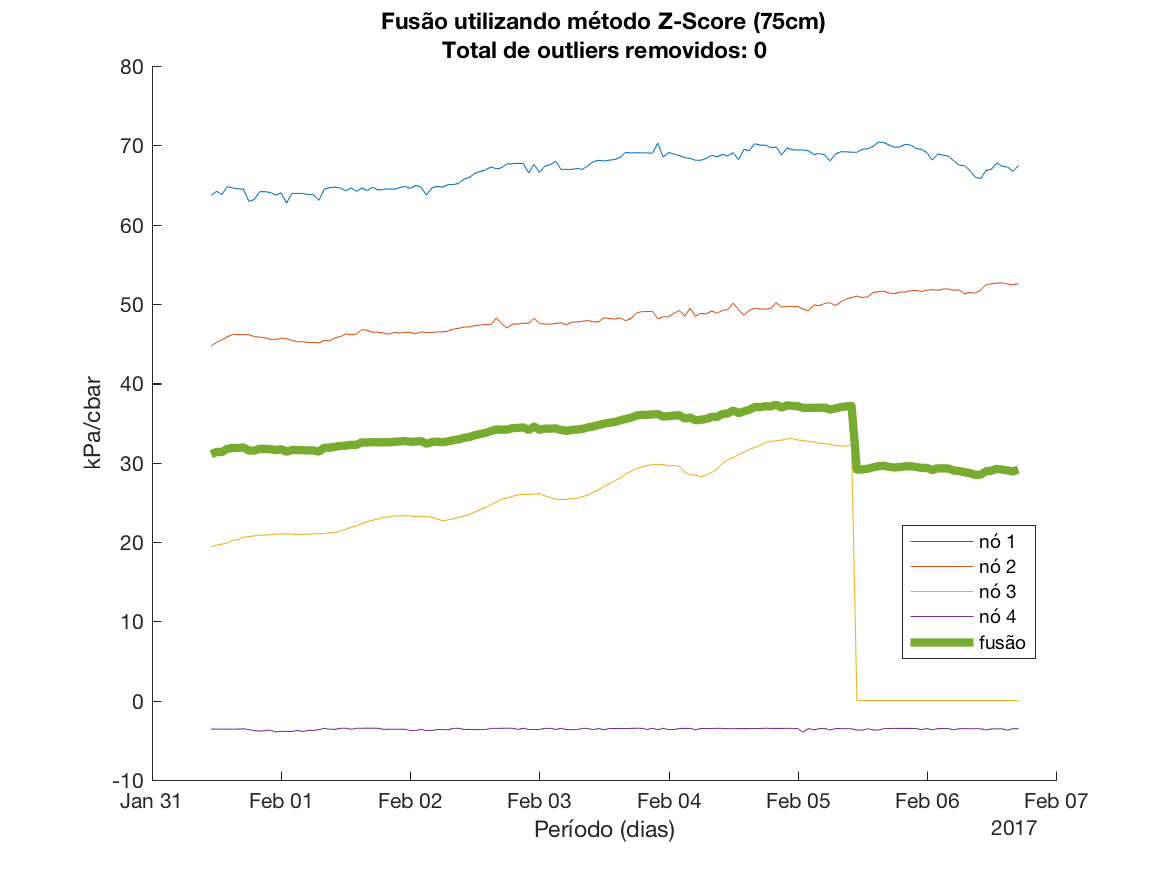 Fusão utilizando método Z-Score (75cm)
Total de outliers removidos: 0
80
70
60
50
40
30
20
10
0
-10
kPa/cbar
nó 1
nó 2
nó 3
nó 4
fusão
Jan 31 Feb 01 Feb 02 Feb 03 Feb 04 Feb 05 Feb 06 Feb 07
Período (dias)
2017